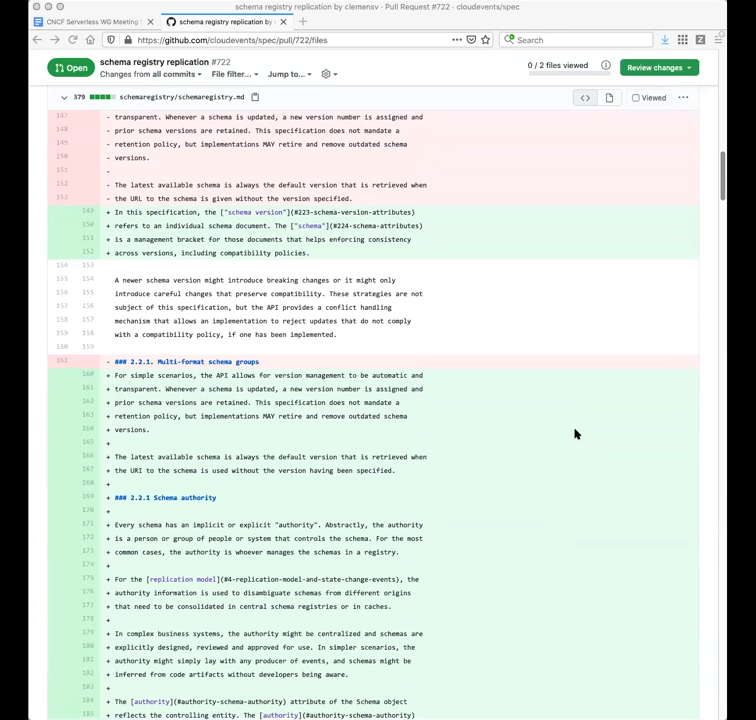 schema registry replication by clemensv · Pull Request #722 · cloudevents/spec
CNCF Serverless WG Meeting
schema registry replication by
https://github.com/cloudevents/spec/pull/722/files
Search
Open
schema registry replication #722
Changes from all commits
File filter...
Jump to...
0 / 2 files viewed
Review changes
379
schemaregistry/schemaregistry.md
Viewed
147 - transparent. Whenever a schema is updated, a new version number is assigned and
148 - prior schema versions are retained. This specification does not mandate a
149 - retention policy, but implementations MAY retire and remove outdated schema
150 - versions.
151 -
152 - The latest available schema is always the default version that is retrieved when
153 - the URL to the schema is given without the version specified.
149 + In this specification, the ["schema version"](#223-schema-version-attributes)
150 + refers to an individual schema document. The ["schema"](#224-schema-attributes)
151 + is a management bracket for those documents that helps enforcing consistency
152 + across versions, including compatibility policies.
154 153
155 154 A newer schema version might introduce breaking changes or it might only
156 155 introduce careful changes that preserve compatibility. These strategies are not
157 156 subject of this specification, but the API provides a conflict handling
158 157 mechanism that allows an implementation to reject updates that do not comply
159 158 with a compatibility policy, if one has been implemented.
160 159
161 - ### 2.2.1. Multi-format schema groups
160 + For simple scenarios, the API allows for version management to be automatic and
161 + transparent. Whenever a schema is updated, a new version number is assigned and
162 + prior schema versions are retained. This specification does not mandate a
163 + retention policy, but implementations MAY retire and remove outdated schema
164 + versions.
165 +
166 + The latest available schema is always the default version that is retrieved when
167 + the URI to the schema is used without the version having been specified.
168 +
169 + ### 2.2.1 Schema authority
170 +
171 + Every schema has an implicit or explicit "authority". Abstractly, the authority
172 + is a person or group of people or system that controls the schema. For the most
173 + common cases, the authority is whoever manages the schemas in a registry.
174 +
175 + For the [replication model](#4-replication-model-and-state-change-events), the
176 + authority information is used to disambiguate schemas from different origins
177 + that need to be consolidated in central schema registries or in caches.
178 +
179 + In complex business systems, the authority might be centralized and schemas are
180 + explicitly designed, reviewed and approved for use. In simpler scenarios, the
181 + authority might simply lay with any producer of events, and schemas might be
182 + inferred from code artifacts without developers being aware.
183 +
184 + The [authority](#authority-schema-authority) attribute of the Schema object
185 + reflects the controlling entity. The [authority](#authority-schema-authority)